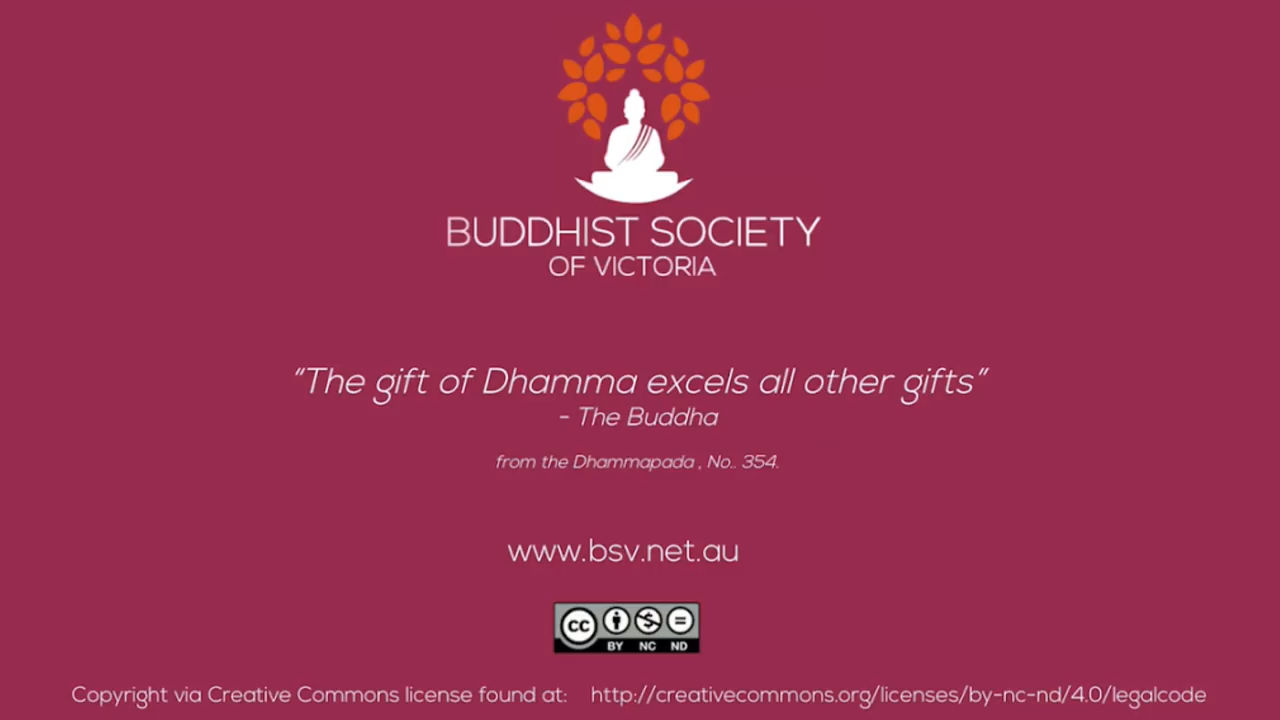 BUDDHIST SOCIETY
OF VICTORIA
“The gift of Dhamma excels all other gifts”
- The Buddha
from the Dhammapada , No.. 354.
www.bsv.net.au
cc
BY NC ND
Copyright via Creative Commons license found at: http://creativecommons.org/licenses/by-nc-nd/4.0/legalcode